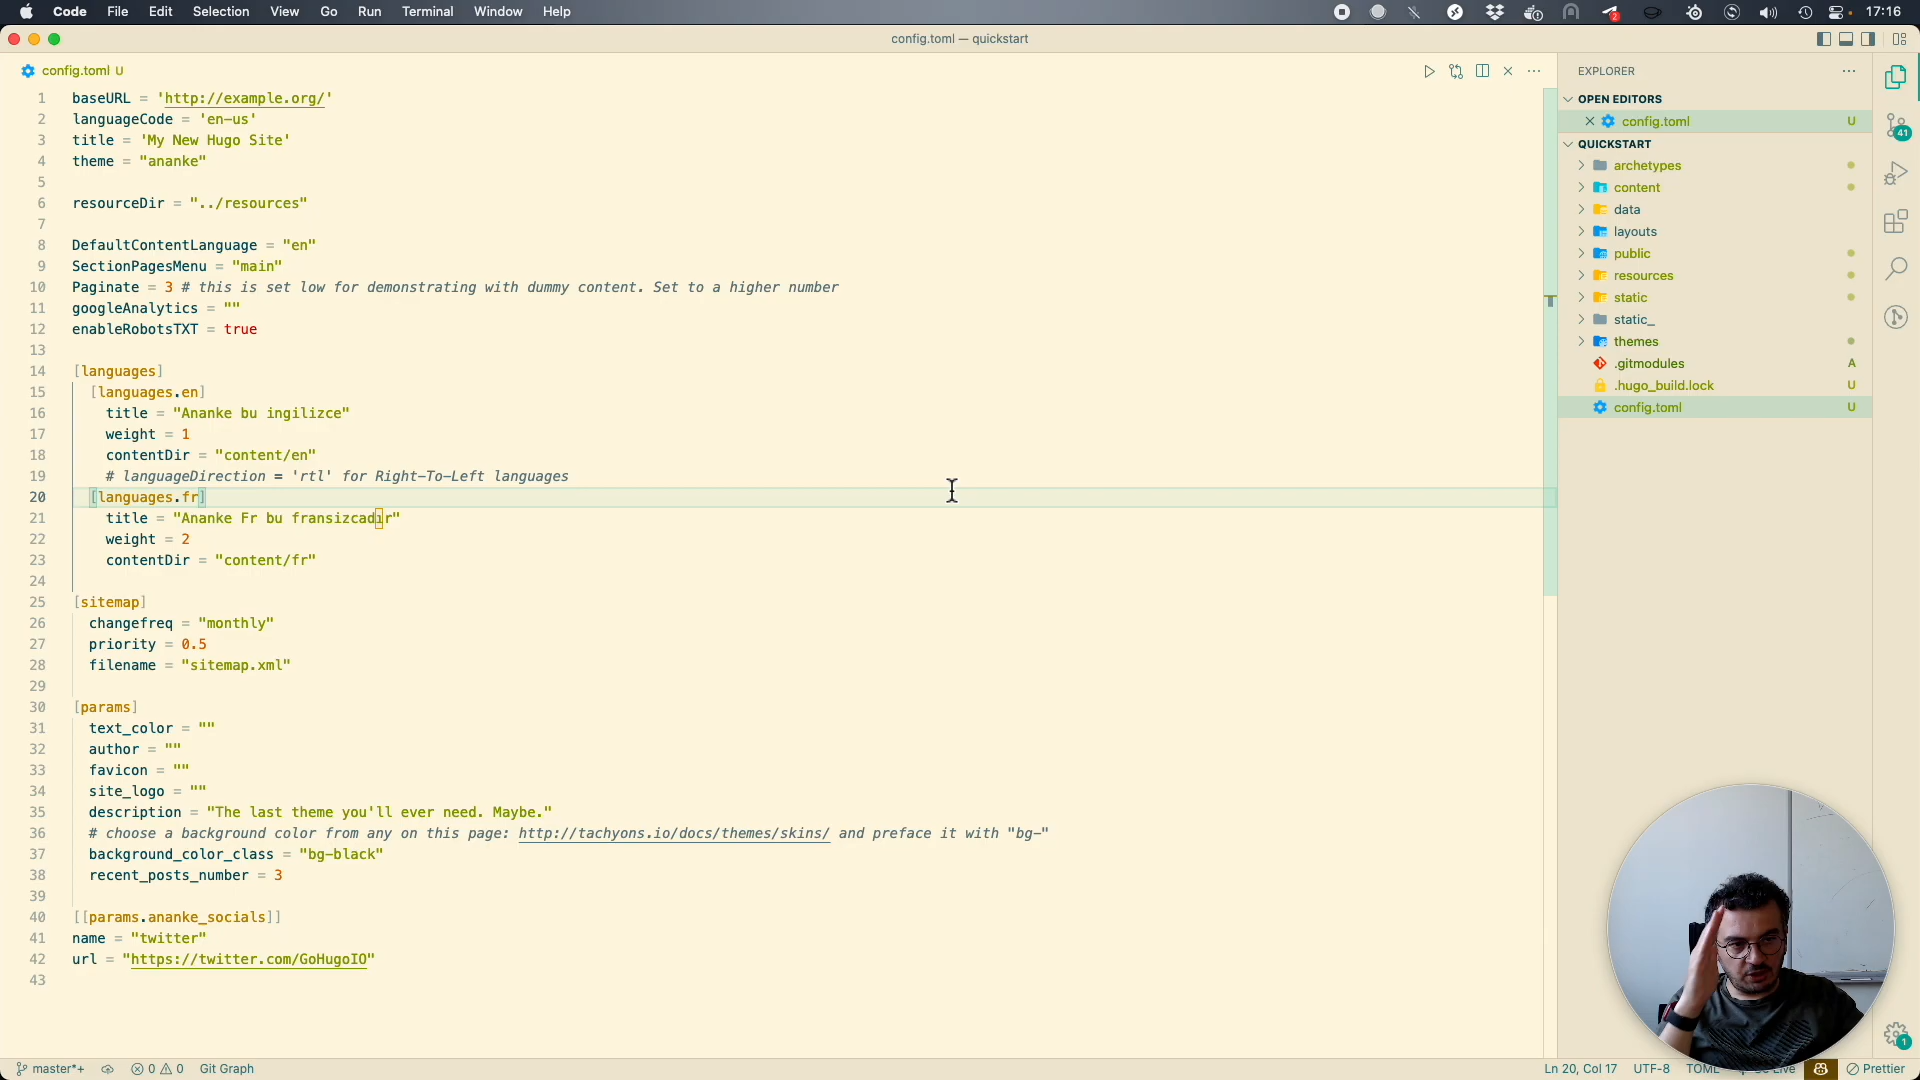 Code File Edit Selection View Go Run Terminal Window Help 2 17:16
config.toml — quickstart
config.toml U
1 baseURL = 'http://example.org/'
2 languageCode = 'en-us'
3 title = 'My New Hugo Site'
4 theme = "ananke"
5
6 resourceDir = "../resources"
7
8 DefaultContentLanguage = "en"
9 SectionPagesMenu = "main"
10 Paginate = 3 # this is set low for demonstrating with dummy content. Set to a higher number
11 googleAnalytics = ""
12 enableRobotsTXT = true
13
14 [languages]
15 [languages.en]
16 title = "Ananke bu ingilizce"
17 weight = 1
18 contentDir = "content/en"
19 # languageDirection = 'rtl' for Right-To-Left languages
20 [languages.fr]
21 title = "Ananke Fr bu fransizcadır"
22 weight = 2
23 contentDir = "content/fr"
24
25 [sitemap]
26 changefreq = "monthly"
27 priority = 0.5
28 filename = "sitemap.xml"
29
30 [params]
31 text_color = ""
32 author = ""
33 favicon = ""
34 site_logo = ""
35 description = "The last theme you'll ever need. Maybe."
36 # choose a background color from any on this page: http://tachyons.io/docs/themes/skins/ and preface it with "bg-"
37 background_color_class = "bg-black"
38 recent_posts_number = 3
39
40 [[params.ananke_socials]]
41 name = "twitter"
42 url = "https://twitter.com/GoHugoIO"
43
EXPLORER
OPEN EDITORS
config.toml U
QUICKSTART
archetypes
content
data
layouts
public
resources
static
static_
themes
.gitmodules A
.hugo_build.lock U
config.toml U
41
1
master*+ 0 0 Git Graph Ln 20, Col 17 UTF-8 TOML Live Prettier